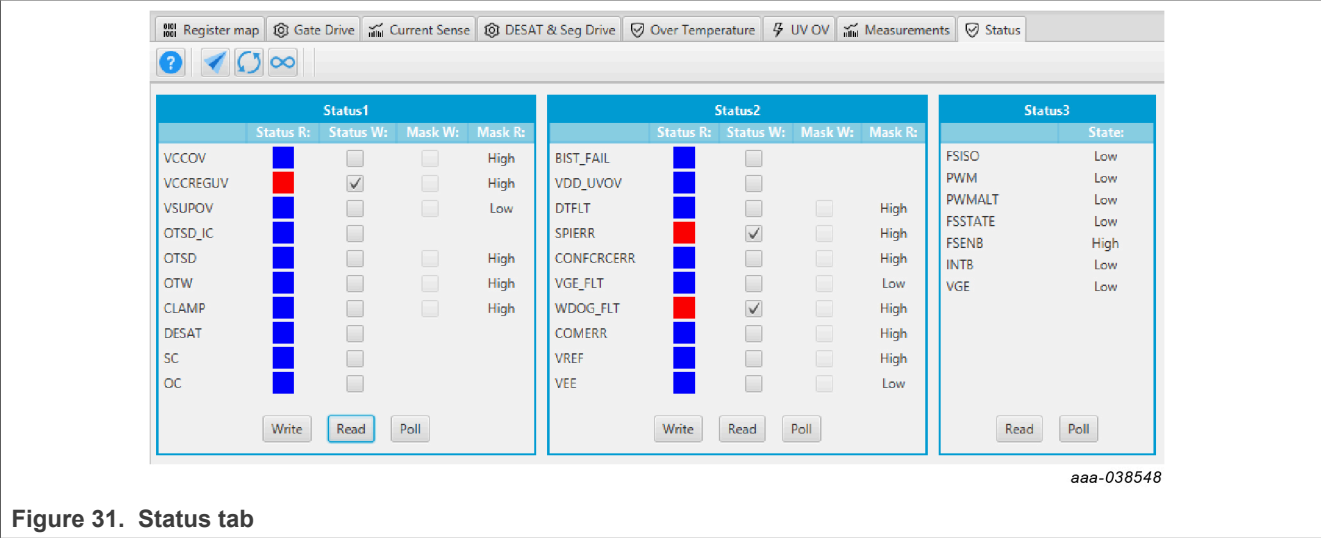 Register map Gate Drive Current Sense DESAT & Seg Drive Over Temperature UV OV Measurements Status
Status1
Status R: Status W: Mask W: Mask R:
VCCOV High
VCCREGUV High
VSUPOV Low
OTSD_IC
OTSD High
OTW High
CLAMP High
DESAT
SC
OC
Write Read Poll
Status2
Status R: Status W: Mask W: Mask R:
BIST_FAIL
VDD_UVOV
DTFLT High
SPIERR High
CONFCRCERR High
VGE_FLT Low
WDOG_FLT High
COMERR High
VREF High
VEE Low
Write Read Poll
Status3
State:
FSISO Low
PWM Low
PWMALT Low
FSSTATE Low
FSENB High
INTB Low
VGE Low
Read Poll
aaa-038548
Figure 31. Status tab